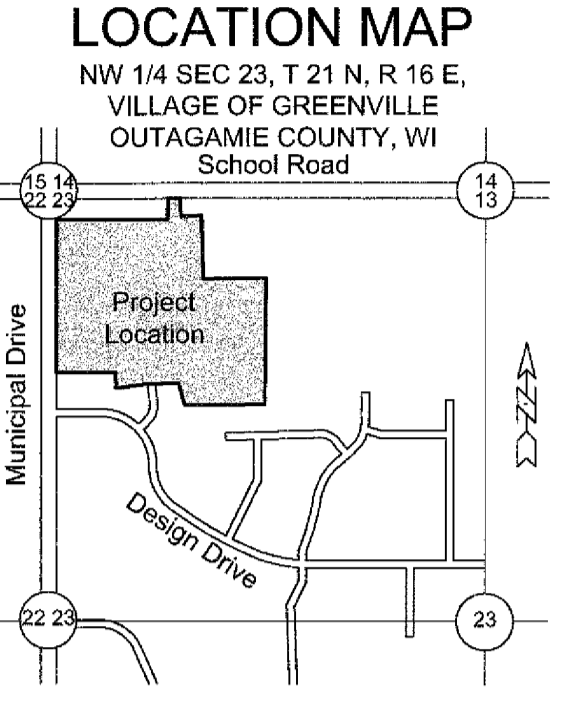 LOCATION MAP
NW 1/4 SEC 23, T 21 N, R 16 E,
VILLAGE OF GREENVILLE
OUTAGAMIE COUNTY, WI
School Road
15 14
22 23
14
13
Project
Location
Municipal Drive
N
Design Drive
22 23
23